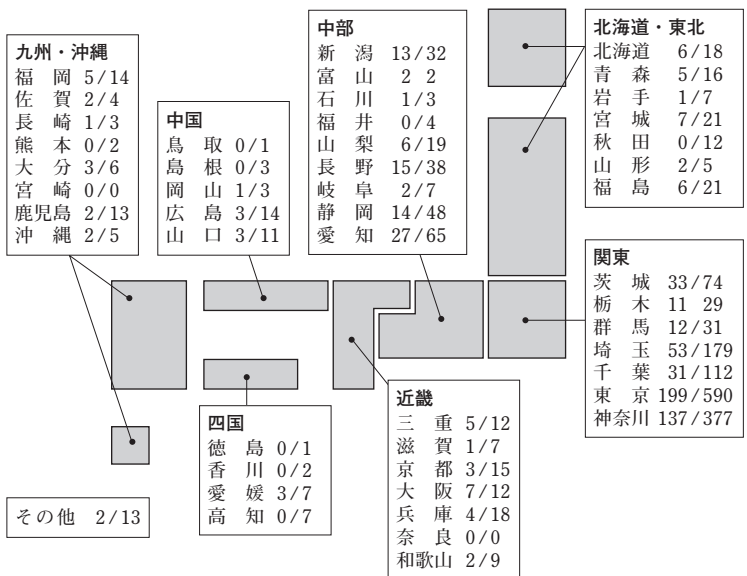 九州・沖縄
福岡 5/14
佐賀 2/4
長崎 1/3
熊本 0/2
大分 3/6
宮崎 0/0
鹿児島 2/13
沖縄 2/5
中国
鳥取 0/1
島根 0/3
岡山 1/3
広島 3/14
山口 3/11
中部
新潟 13/32
富山 2 2
石川 1/3
福井 0/4
山梨 6/19
長野 15/38
岐阜 2/7
静岡 14/48
愛知 27/65
北海道・東北
北海道 6/18
青森 5/16
岩手 1/7
宮城 7/21
秋田 0/12
山形 2/5
福島 6/21
関東
茨城 33/74
栃木 11 29
群馬 12/31
埼玉 53/179
千葉 31/112
東京 199/590
神奈川 137/377
四国
徳島 0/1
香川 0/2
愛媛 3/7
高知 0/7
近畿
三重 5/12
滋賀 1/7
京都 3/15
大阪 7/12
兵庫 4/18
奈良 0/0
和歌山 2/9
その他 2/13